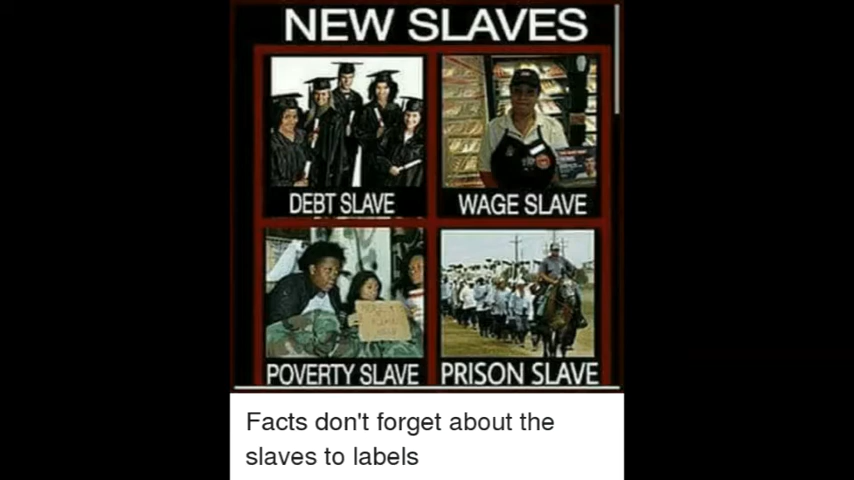 NEW SLAVES
DEBT SLAVE
WAGE SLAVE
POVERTY SLAVE
PRISON SLAVE
Facts don't forget about the
slaves to labels